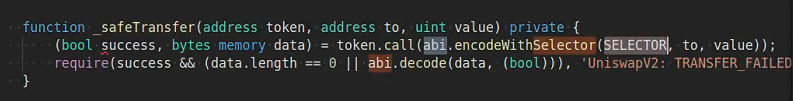 function _safeTransfer(address token, address to, uint value) private {
(bool success, bytes memory data) = token.call(abi.encodeWithSelector(SELECTOR, to, value));
require(success && (data.length == 0 || abi.decode(data, (bool))), 'UniswapV2: TRANSFER_FAILED
}